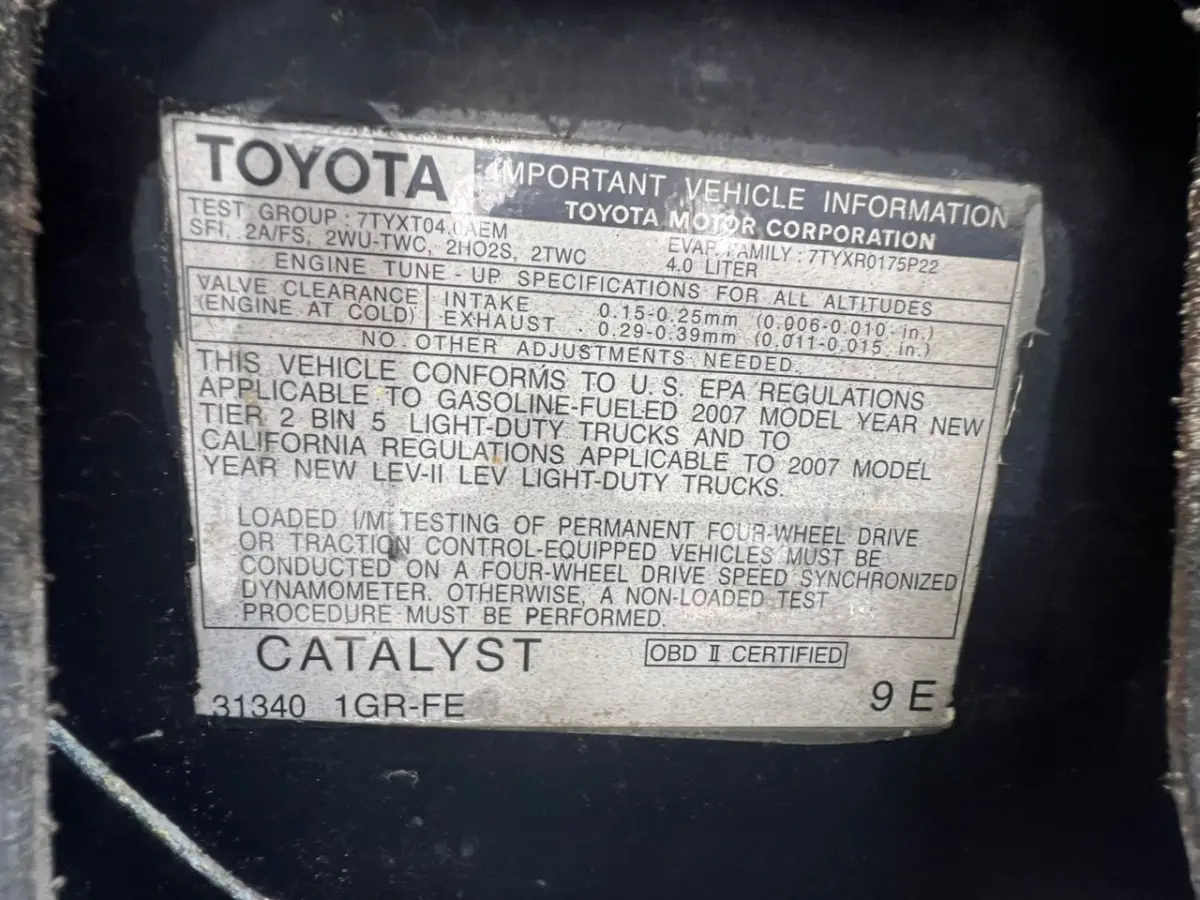 TOYOTA
IMPORTANT VEHICLE INFORMATION
TOYOTA MOTOR CORPORATION
TEST GROUP : 7TYXT04.0AEM
EVAP. FAMILY : 7TYXR0175P22
SFI, 2A/FS, 2WU-TWC, 2HO2S, 2TWC
4.0 LITER
ENGINE TUNE - UP SPECIFICATIONS FOR ALL ALTITUDES
VALVE CLEARANCE
(ENGINE AT COLD)
INTAKE 0.15-0.25mm (0.006-0.010 in.)
EXHAUST 0.29-0.39mm (0.011-0.015 in.)
NO OTHER ADJUSTMENTS NEEDED.
THIS VEHICLE CONFORMS TO U.S. EPA REGULATIONS
APPLICABLE TO GASOLINE-FUELED 2007 MODEL YEAR NEW
TIER 2 BIN 5 LIGHT-DUTY TRUCKS AND TO
CALIFORNIA REGULATIONS APPLICABLE TO 2007 MODEL
YEAR NEW LEV-II LEV LIGHT-DUTY TRUCKS.
LOADED I/M TESTING OF PERMANENT FOUR-WHEEL DRIVE
OR TRACTION CONTROL-EQUIPPED VEHICLES MUST BE
CONDUCTED ON A FOUR-WHEEL DRIVE SPEED SYNCHRONIZED
DYNAMOMETER. OTHERWISE, A NON-LOADED TEST
PROCEDURE MUST BE PERFORMED.
CATALYST
OBD II CERTIFIED
31340 1GR-FE
9 E